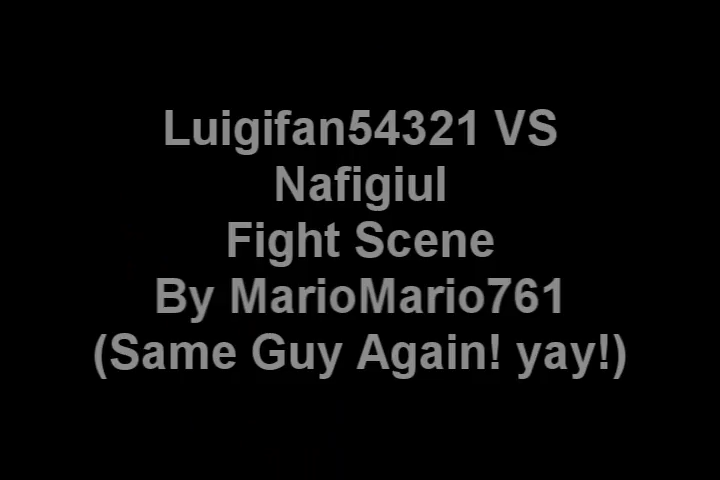 Luigifan54321 VS
Nafigiul
Fight Scene
By MarioMario761
(Same Guy Again! yay!)